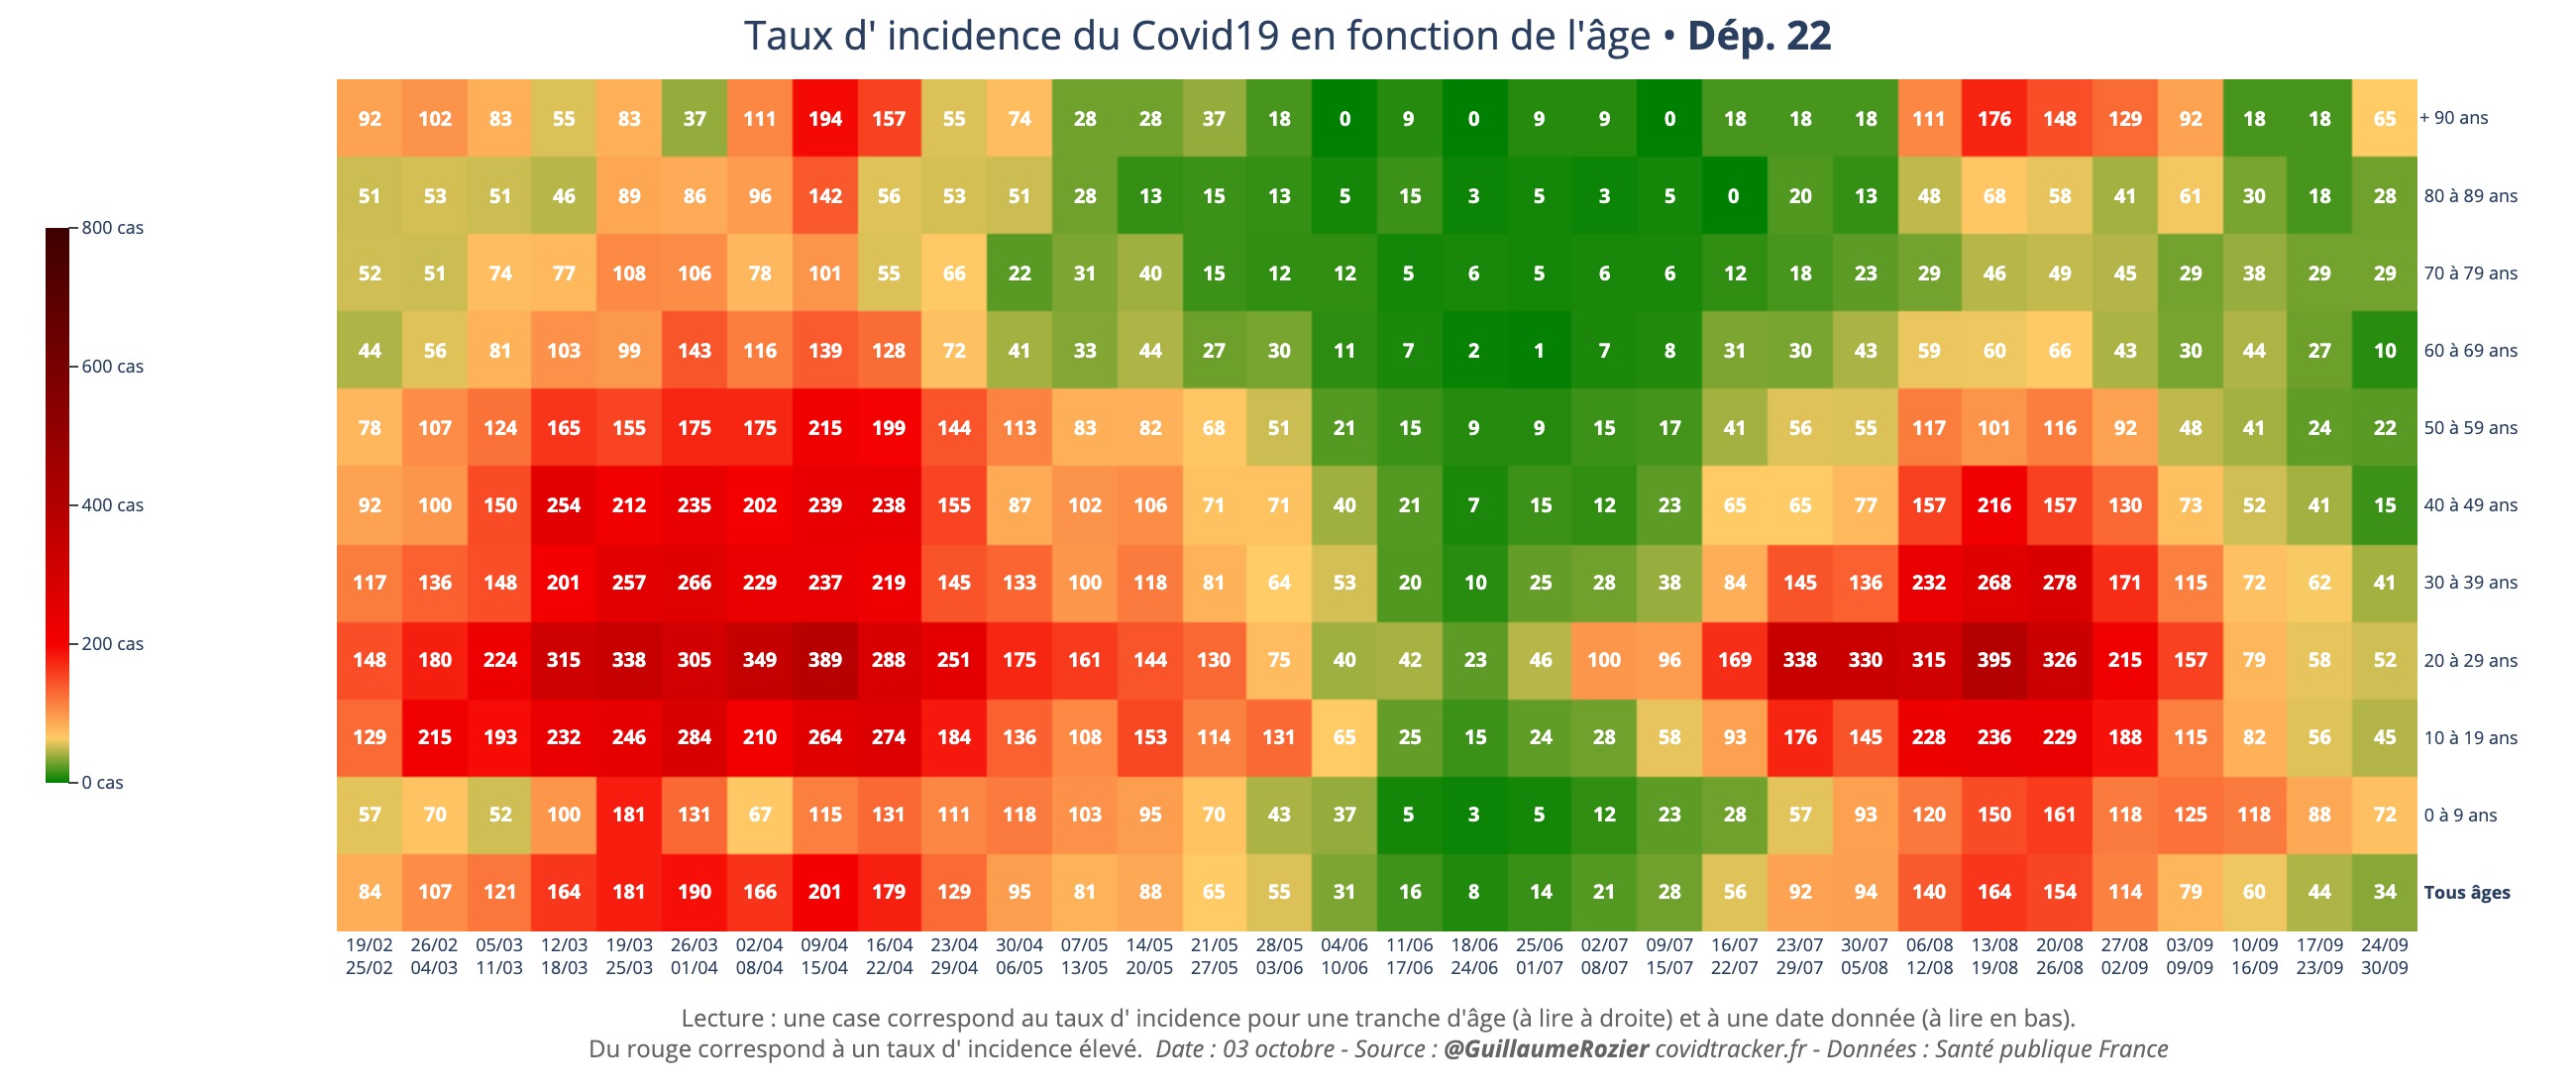 Taux d' incidence du Covid19 en fonction de l'âge • Dép. 22
800 cas
600 cas
400 cas
200 cas
0 cas
92 102 83 55 83 37 111 194 157 55 74 28 28 37 18 0 9 0 9 9 0 18 18 18 111 176 148 129 92 18 18 65 + 90 ans
51 53 51 46 89 86 96 142 56 53 51 28 13 15 13 5 15 3 5 3 5 0 20 13 48 68 58 41 61 30 18 28 80 à 89 ans
52 51 74 77 108 106 78 101 55 66 22 31 40 15 12 12 5 6 5 6 6 12 18 23 29 46 49 45 29 38 29 29 70 à 79 ans
44 56 81 103 99 143 116 139 128 72 41 33 44 27 30 11 7 2 1 7 8 31 30 43 59 60 66 43 30 44 27 10 60 à 69 ans
78 107 124 165 155 175 175 215 199 144 113 83 82 68 51 21 15 9 9 15 17 41 56 55 117 101 116 92 48 41 24 22 50 à 59 ans
92 100 150 254 212 235 202 239 238 155 87 102 106 71 71 40 21 7 15 12 23 65 65 77 157 216 157 130 73 52 41 15 40 à 49 ans
117 136 148 201 257 266 229 237 219 145 133 100 118 81 64 53 20 10 25 28 38 84 145 136 232 268 278 171 115 72 62 41 30 à 39 ans
148 180 224 315 338 305 349 389 288 251 175 161 144 130 75 40 42 23 46 100 96 169 338 330 315 395 326 215 157 79 58 52 20 à 29 ans
129 215 193 232 246 284 210 264 274 184 136 108 153 114 131 65 25 15 24 28 58 93 176 145 228 236 229 188 115 82 56 45 10 à 19 ans
57 70 52 100 181 131 67 115 131 111 118 103 95 70 43 37 5 3 5 12 23 28 57 93 120 150 161 118 125 118 88 72 0 à 9 ans
84 107 121 164 181 190 166 201 179 129 95 81 88 65 55 31 16 8 14 21 28 56 92 94 140 164 154 114 79 60 44 34 Tous âges
19/02 26/02 05/03 12/03 19/03 26/03 02/04 09/04 16/04 23/04 30/04 07/05 14/05 21/05 28/05 04/06 11/06 18/06 25/06 02/07 09/07 16/07 23/07 30/07 06/08 13/08 20/08 27/08 03/09 10/09 17/09 24/09
25/02 04/03 11/03 18/03 25/03 01/04 08/04 15/04 22/04 29/04 06/05 13/05 20/05 27/05 03/06 10/06 17/06 24/06 01/07 08/07 15/07 22/07 29/07 05/08 12/08 19/08 26/08 02/09 09/09 16/09 23/09 30/09
Lecture : une case correspond au taux d' incidence pour une tranche d'âge (à lire à droite) et à une date donnée (à lire en bas).
Du rouge correspond à un taux d' incidence élevé. Date : 03 octobre - Source : @GuillaumeRozier covidtracker.fr - Données : Santé publique France